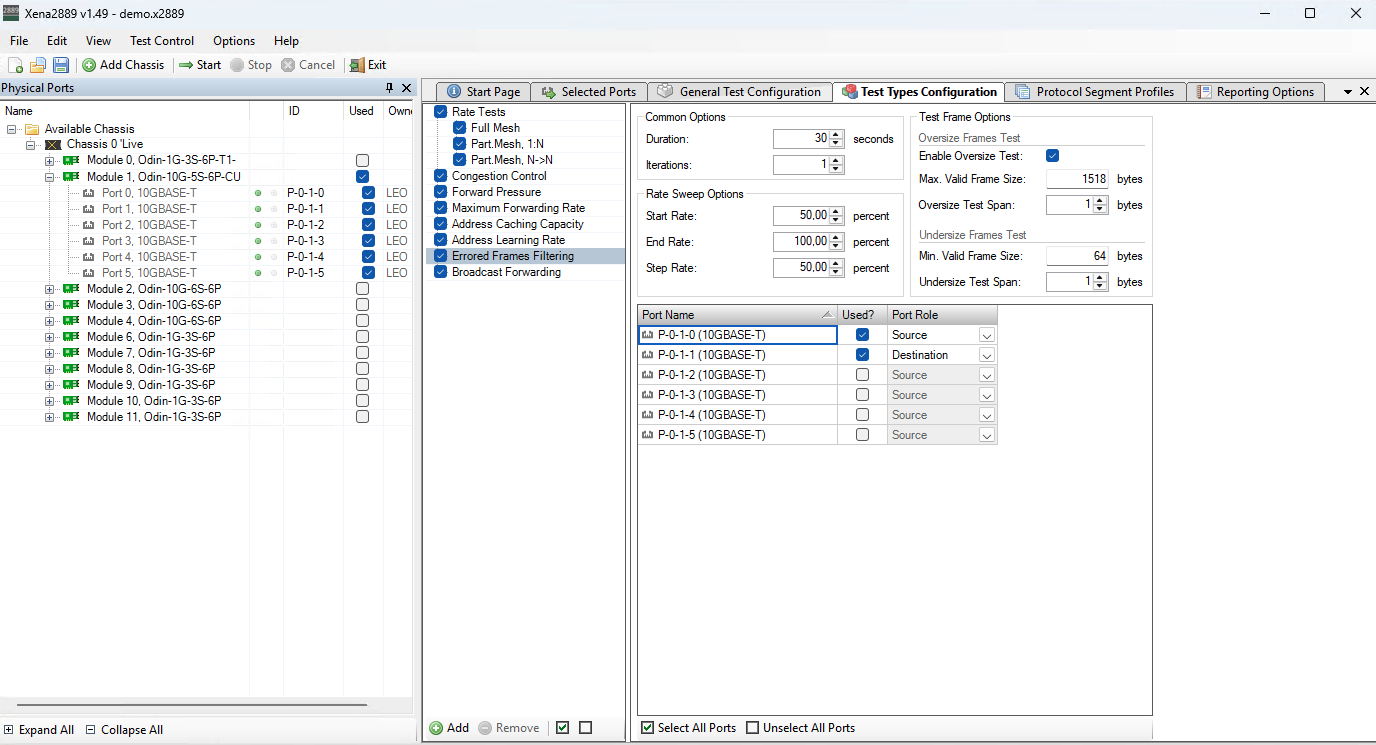 2889 Xena2889 v1.49 - demo.x2889
File Edit View Test Control Options Help
Add Chassis Start Stop Cancel Exit
Physical Ports
Name ID Used Owne
Available Chassis
Chassis 0 'Live
Module 0, Odin-1G-3S-6P-T1-
Module 1, Odin-10G-5S-6P-CU
Port 0, 10GBASE-T P-0-1-0 LEO
Port 1, 10GBASE-T P-0-1-1 LEO
Port 2, 10GBASE-T P-0-1-2 LEO
Port 3, 10GBASE-T P-0-1-3 LEO
Port 4, 10GBASE-T P-0-1-4 LEO
Port 5, 10GBASE-T P-0-1-5 LEO
Module 2, Odin-10G-6S-6P
Module 3, Odin-10G-6S-6P
Module 4, Odin-10G-6S-6P
Module 6, Odin-1G-3S-6P
Module 7, Odin-1G-3S-6P
Module 8, Odin-1G-3S-6P
Module 9, Odin-1G-3S-6P
Module 10, Odin-1G-3S-6P
Module 11, Odin-1G-3S-6P
Expand All Collapse All
Start Page Selected Ports General Test Configuration Test Types Configuration Protocol Segment Profiles Reporting Options
Rate Tests
Full Mesh
Part.Mesh, 1:N
Part.Mesh, N->N
Congestion Control
Forward Pressure
Maximum Forwarding Rate
Address Caching Capacity
Address Learning Rate
Errored Frames Filtering
Broadcast Forwarding
Add Remove
Common Options
Duration: 30 seconds
Iterations: 1
Rate Sweep Options
Start Rate: 50,00 percent
End Rate: 100,00 percent
Step Rate: 50,00 percent
Test Frame Options
Oversize Frames Test
Enable Oversize Test:
Max. Valid Frame Size: 1518 bytes
Oversize Test Span: 1 bytes
Undersize Frames Test
Min. Valid Frame Size: 64 bytes
Undersize Test Span: 1 bytes
Port Name Used? Port Role
P-0-1-0 (10GBASE-T) Source
P-0-1-1 (10GBASE-T) Destination
P-0-1-2 (10GBASE-T) Source
P-0-1-3 (10GBASE-T) Source
P-0-1-4 (10GBASE-T) Source
P-0-1-5 (10GBASE-T) Source
Select All Ports Unselect All Ports